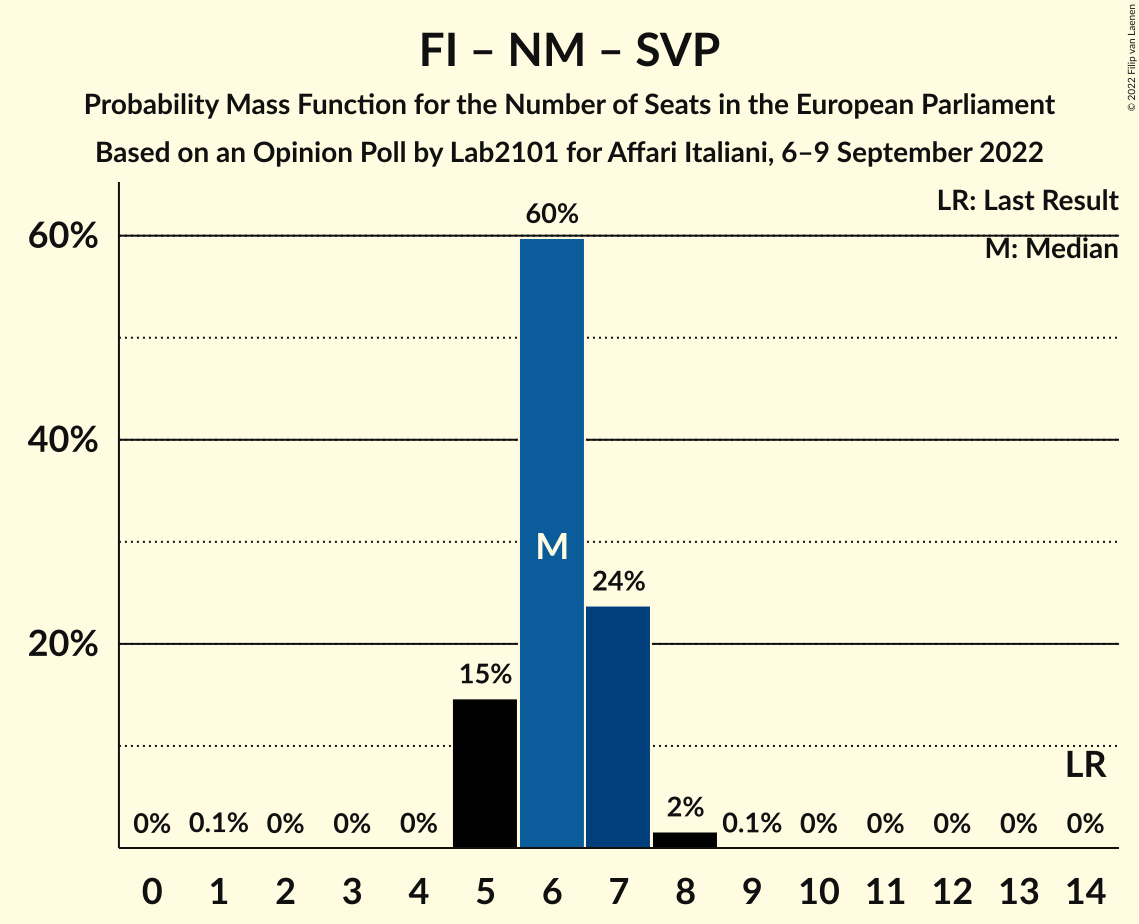 FI – NM – SVP
Probability Mass Function for the Number of Seats in the European Parliament
Based on an Opinion Poll by Lab2101 for Affari Italiani, 6–9 September 2022
© 2022 Filip van Laenen
LR: Last Result
M: Median
60%
40%
20%
0%
0.1%
0%
0%
0%
15%
60%
M
24%
2%
0.1%
0%
0%
0%
0%
LR
0%
0 1 2 3 4 5 6 7 8 9 10 11 12 13 14